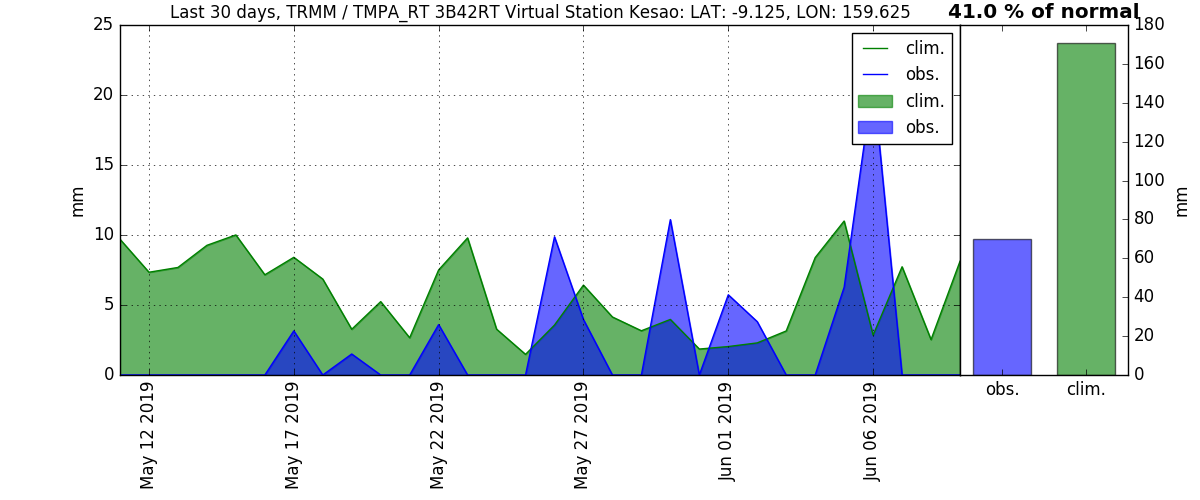 Last 30 days, TRMM / TMPA_RT 3B42RT Virtual Station Kesao: LAT: -9.125, LON: 159.625
41.0 % of normal
25
20
15
10
5
0
mm
clim.
obs.
clim.
obs.
May 12 2019
May 17 2019
May 22 2019
May 27 2019
Jun 01 2019
Jun 06 2019
180
160
140
120
100
80
60
40
20
0
mm
obs.
clim.